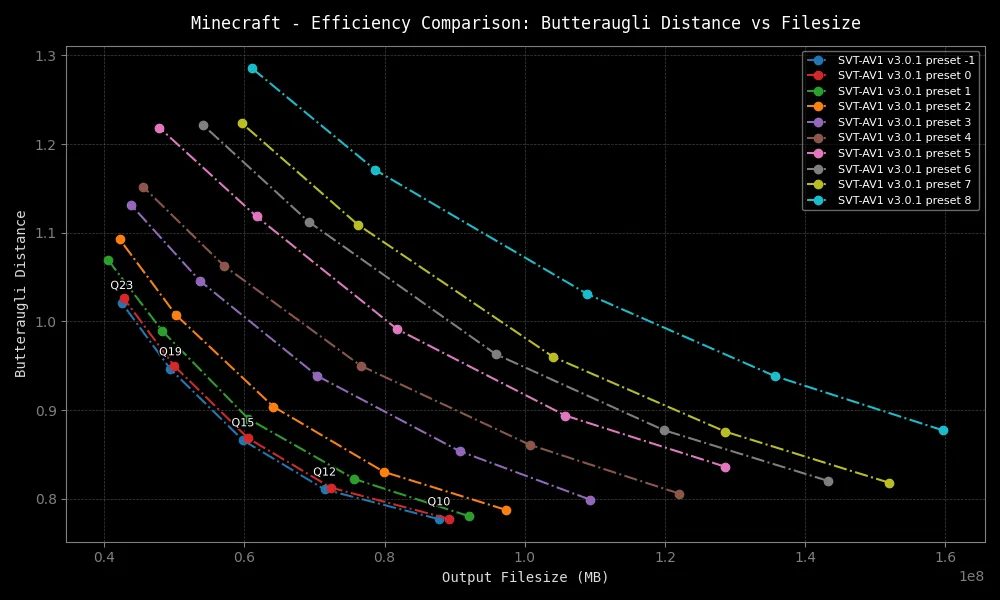 Minecraft - Efficiency Comparison: Butteraugli Distance vs Filesize
SVT-AV1 v3.0.1 preset -1
SVT-AV1 v3.0.1 preset 0
SVT-AV1 v3.0.1 preset 1
SVT-AV1 v3.0.1 preset 2
SVT-AV1 v3.0.1 preset 3
SVT-AV1 v3.0.1 preset 4
SVT-AV1 v3.0.1 preset 5
SVT-AV1 v3.0.1 preset 6
SVT-AV1 v3.0.1 preset 7
SVT-AV1 v3.0.1 preset 8
Butteraugli Distance
1.3
1.2
1.1
1.0
0.9
0.8
Q23
Q19
Q15
Q12
Q10
0.4 0.6 0.8 1.0 1.2 1.4 1.6
1e8
Output Filesize (MB)